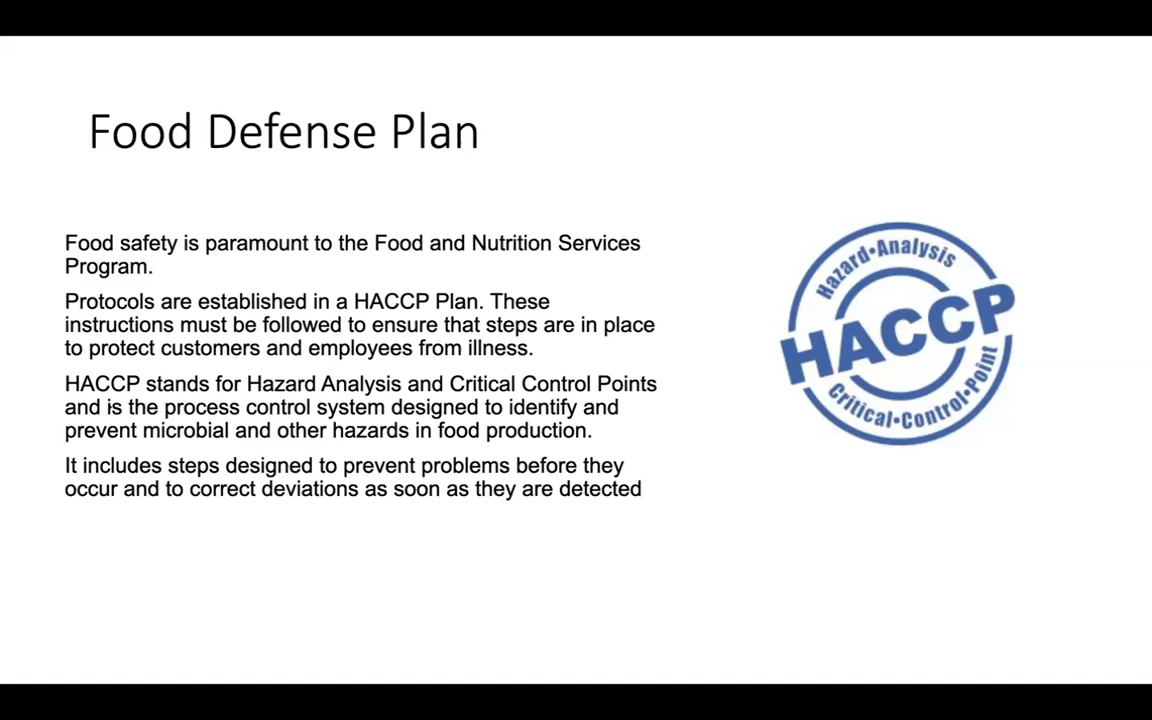 Food Defense Plan
Food safety is paramount to the Food and Nutrition Services
Program.
Protocols are established in a HACCP Plan. These
instructions must be followed to ensure that steps are in place
to protect customers and employees from illness.
HACCP stands for Hazard Analysis and Critical Control Points
and is the process control system designed to identify and
prevent microbial and other hazards in food production.
It includes steps designed to prevent problems before they
occur and to correct deviations as soon as they are detected
Hazard•Analysis
HACCP
Critical•Control•Point